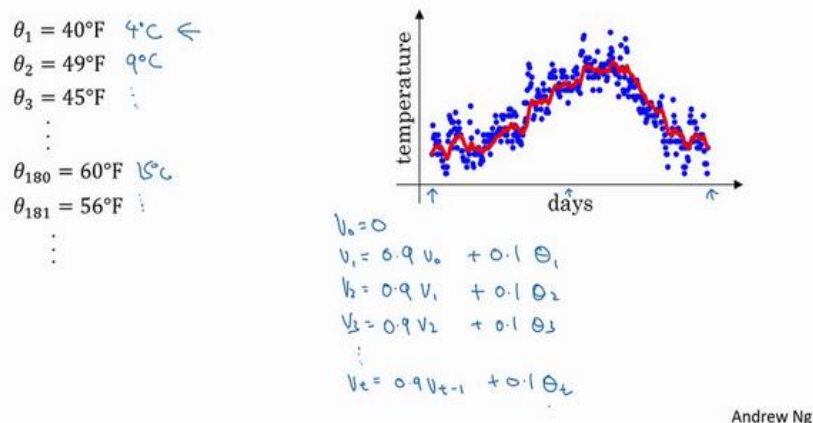 θ₁ = 40°F 4°C ←
θ₂ = 49°F 9°C
θ₃ = 45°F ⋮
⋮
θ₁₈₀ = 60°F 15°C
θ₁₈₁ = 56°F ⋮
⋮
temperature
days
V₀ = 0
V₁ = 0.9 V₀ + 0.1 θ₁
V₂ = 0.9 V₁ + 0.1 θ₂
V₃ = 0.9 V₂ + 0.1 θ₃
⋮
Vₜ = 0.9 Vₜ₋₁ + 0.1 θₜ
Andrew Ng